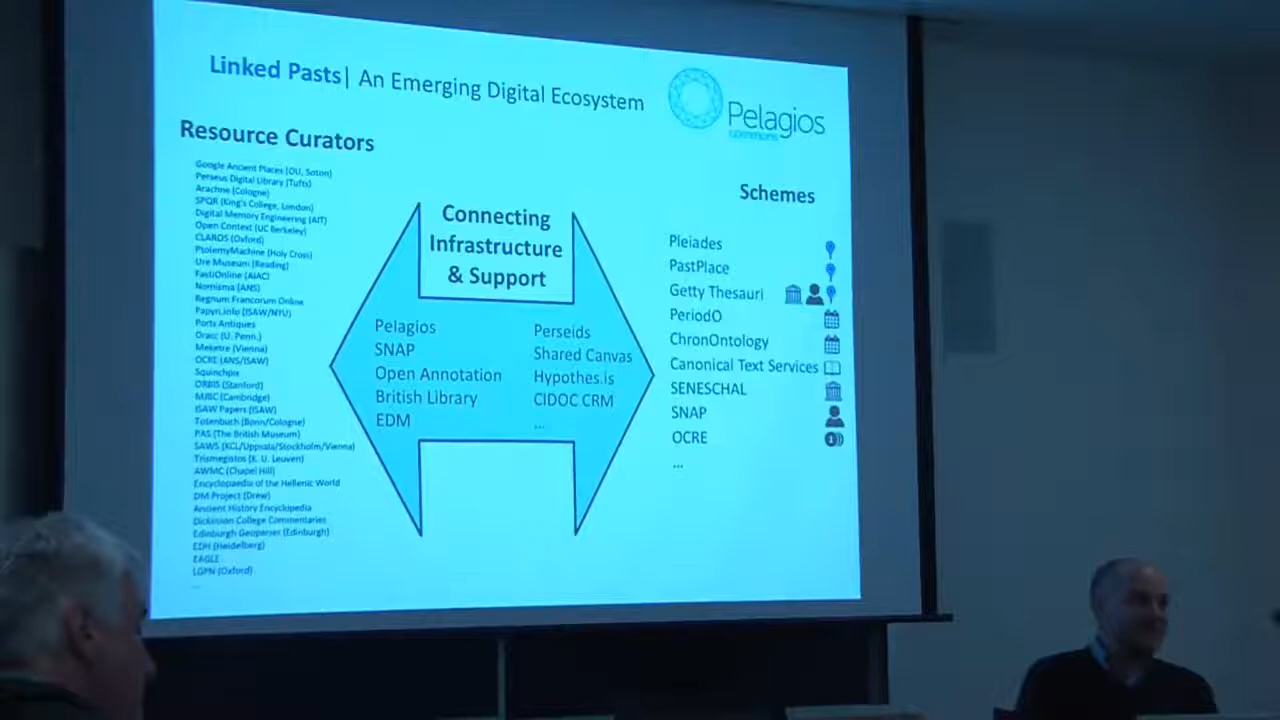 Linked Pasts| An Emerging Digital Ecosystem
Pelagios
commons
Resource Curators
Google Ancient Places (OU, Soton)
Perseus Digital Library (Tufts)
Arachne (Cologne)
SPQR (King's College, London)
Digital Memory Engineering (AIT)
Open Context (UC Berkeley)
CLAROS (Oxford)
PtolemyMachine (Holy Cross)
Ure Museum (Reading)
FastiOnline (AIAC)
Nomisma (ANS)
Regnum Francorum Online
Papyri.info (ISAW/NYU)
Ports Antiques
Oracc (U. Penn.)
Meketre (Vienna)
OCRE (ANS/ISAW)
Squinchpix
ORBIS (Stanford)
MJBC (Cambridge)
ISAW Papers (ISAW)
Totenbuch (Bonn/Cologne)
PAS (The British Museum)
SAWS (KCL/Uppsala/Stockholm/Vienna)
Trismegistos (K. U. Leuven)
AWMC (Chapel Hill)
Encyclopaedia of the Hellenic World
DM Project (Drew)
Ancient History Encyclopedia
Dickinson College Commentaries
Edinburgh Geoparser (Edinburgh)
EDH (Heidelberg)
EAGLE
LGPN (Oxford)
...
Connecting
Infrastructure
& Support
Pelagios
SNAP
Open Annotation
British Library
EDM
Perseids
Shared Canvas
Hypothes.is
CIDOC CRM
...
Schemes
Pleiades
PastPlace
Getty Thesauri
PeriodO
ChronOntology
Canonical Text Services
SENESCHAL
SNAP
OCRE
...